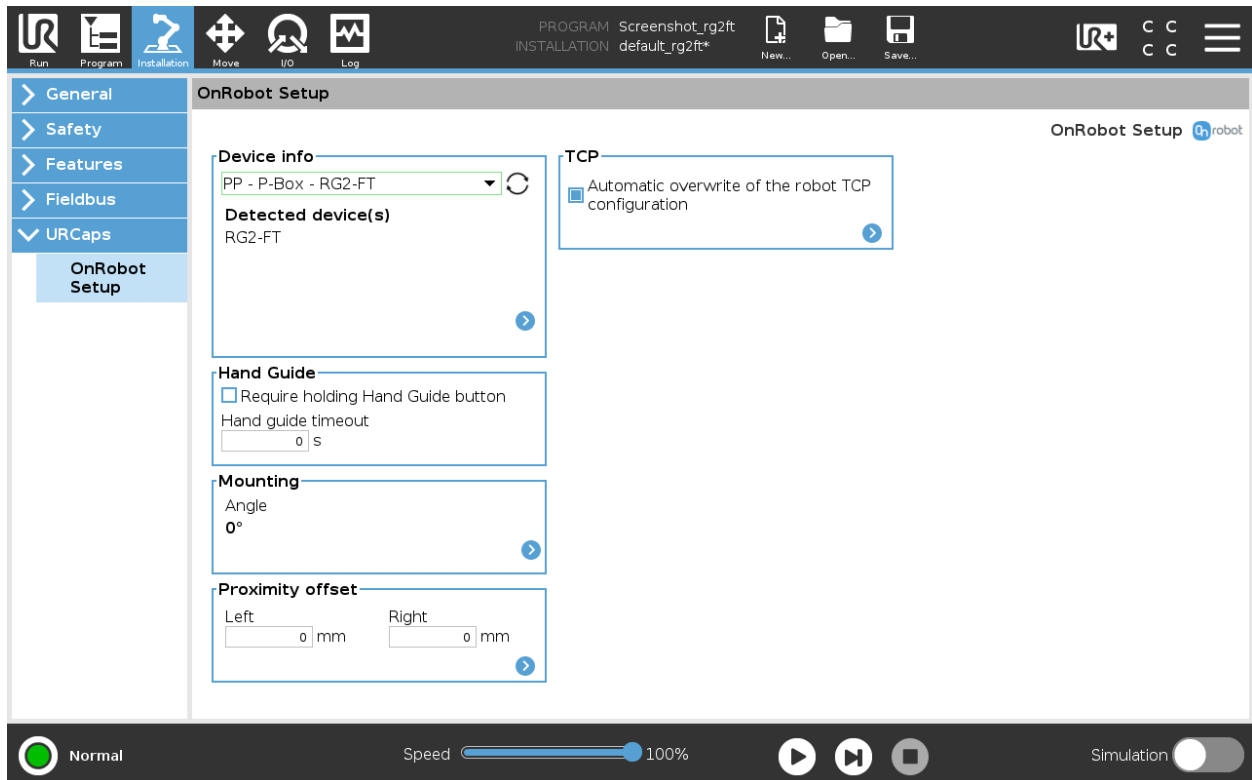 PROGRAM Screenshot_rg2ft
INSTALLATION default_rg2ft*
UR
Run
Program
Installation
Move
I/O
Log
New...
Open...
Save...
UR+
C C
C C
General
Safety
Features
Fieldbus
URCaps
OnRobot
Setup
OnRobot Setup
OnRobot Setup On robot
Device info
PP - P-Box - RG2-FT
Detected device(s)
RG2-FT
TCP
Automatic overwrite of the robot TCP
configuration
Hand Guide
Require holding Hand Guide button
Hand guide timeout
0 s
Mounting
Angle
0°
Proximity offset
Left Right
0 mm 0 mm
Normal
Speed 100%
Simulation